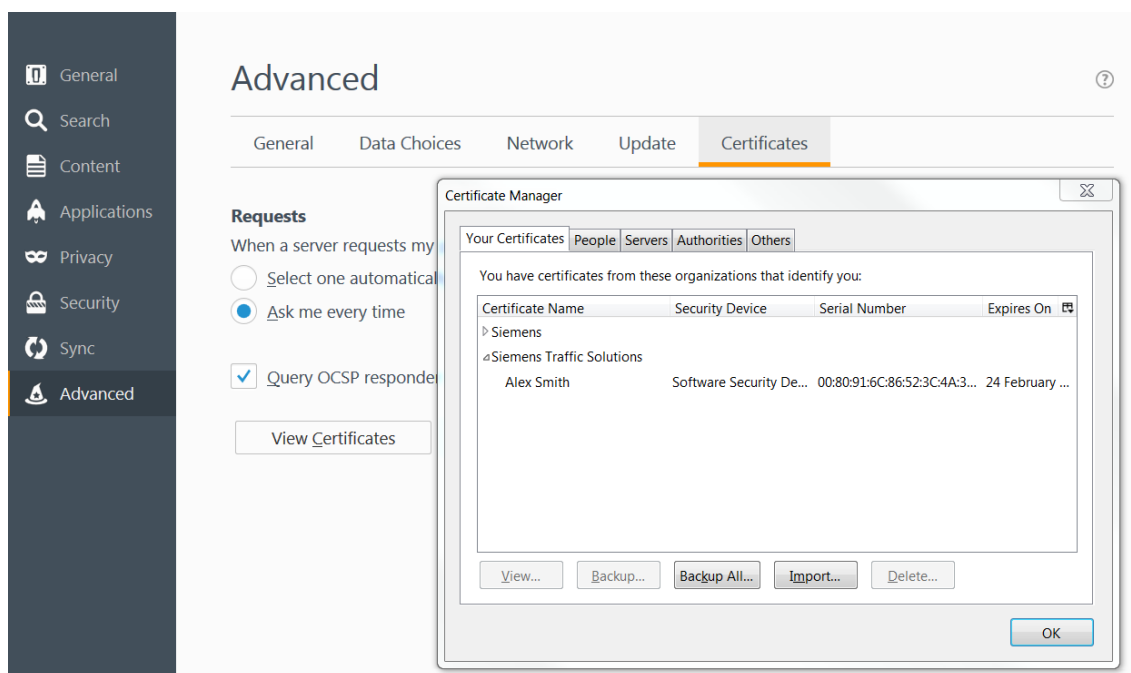 General
Search
Content
Applications
Privacy
Security
Sync
Advanced
Advanced
?
General Data Choices Network Update Certificates
Requests
When a server requests my
Select one automatical
Ask me every time
Query OCSP responder
View Certificates
Certificate Manager
Your Certificates People Servers Authorities Others
You have certificates from these organizations that identify you:
Certificate Name Security Device Serial Number Expires On
Siemens
Siemens Traffic Solutions
Alex Smith Software Security De... 00:80:91:6C:86:52:3C:4A:3... 24 February ...
View... Backup... Backup All... Import... Delete...
OK